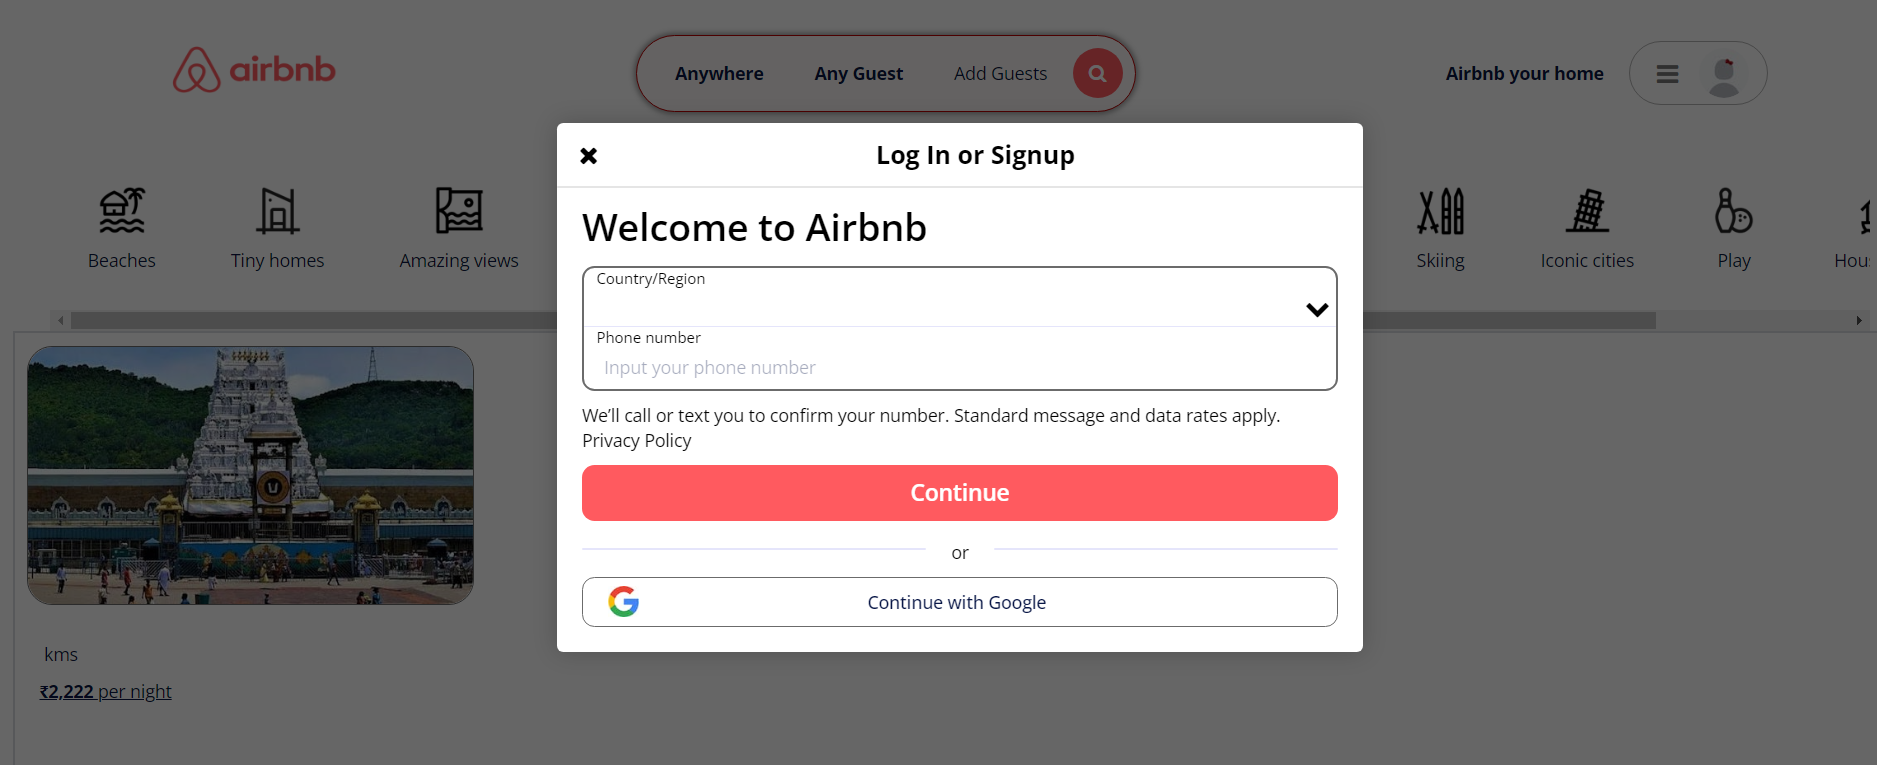 airbnb
Anywhere Any Guest Add Guests
Airbnb your home
Log In or Signup
Beaches
Tiny homes
Amazing views
Skiing
Iconic cities
Play
Welcome to Airbnb
Country/Region
Phone number
Input your phone number
We’ll call or text you to confirm your number. Standard message and data rates apply.
Privacy Policy
Continue
or
Continue with Google
kms
₹2,222 per night